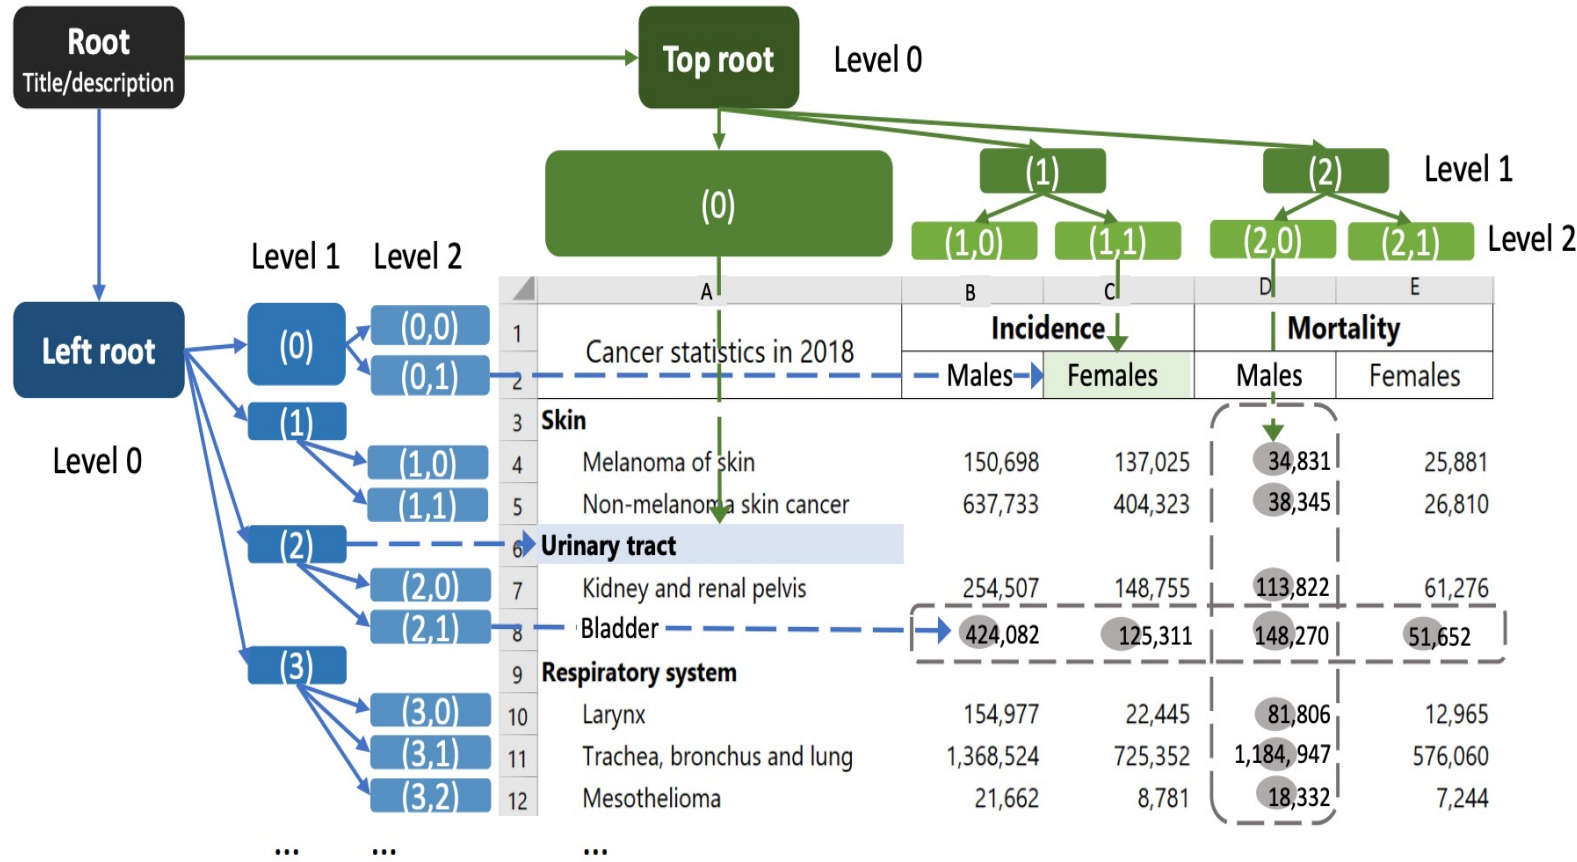 Root
Title/description
Top root
Level 0
(0)
(1)
(2)
Level 1
(1,0)
(1,1)
(2,0)
(2,1)
Level 2
Level 1
Level 2
Left root
Level 0
(0)
(0,0)
(0,1)
(1)
(1,0)
(1,1)
(2)
(2,0)
(2,1)
(3)
(3,0)
(3,1)
(3,2)
A B C D E
1 Cancer statistics in 2018 Incidence Mortality
2 Males Females Males Females
3 Skin
4 Melanoma of skin 150,698 137,025 34,831 25,881
5 Non-melanoma skin cancer 637,733 404,323 38,345 26,810
6 Urinary tract
7 Kidney and renal pelvis 254,507 148,755 113,822 61,276
8 Bladder 424,082 125,311 148,270 51,652
9 Respiratory system
10 Larynx 154,977 22,445 81,806 12,965
11 Trachea, bronchus and lung 1,368,524 725,352 1,184,947 576,060
12 Mesothelioma 21,662 8,781 18,332 7,244
... ... ...